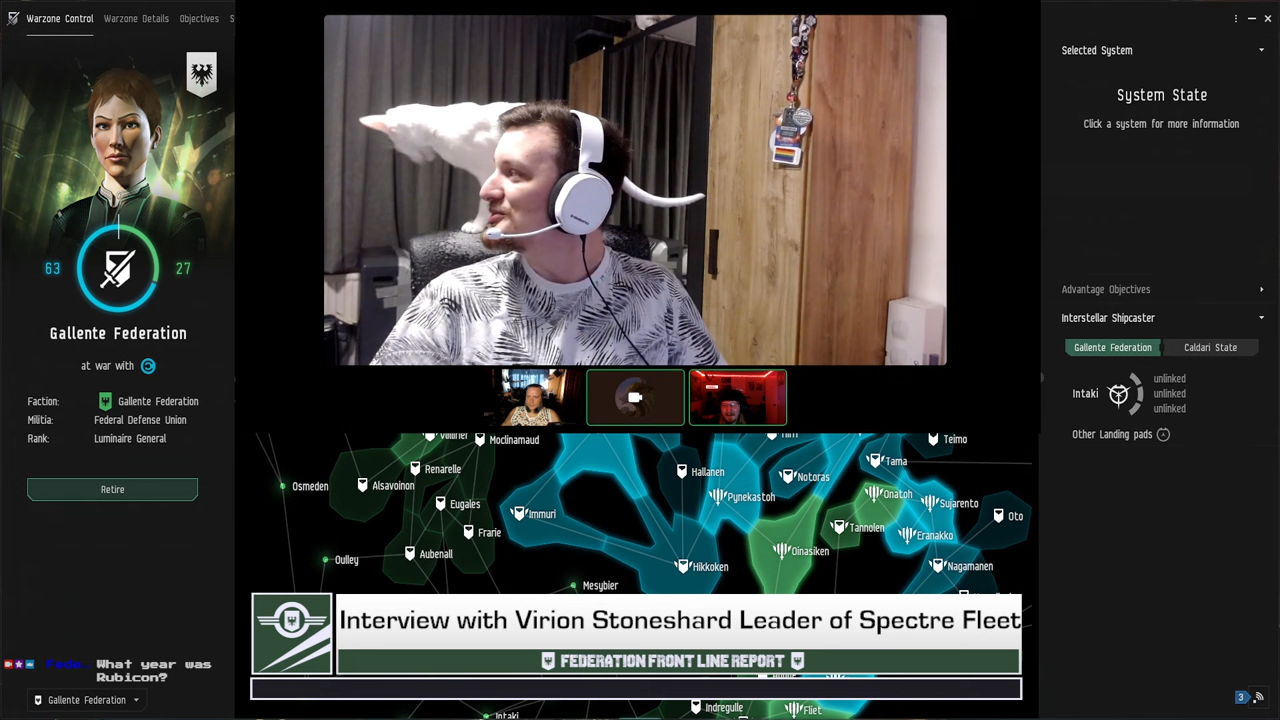 Warzone Control
Warzone Details
Objectives
S
63
27
Gallente Federation
at war with
Faction:
Gallente Federation
Militia:
Federal Defense Union
Rank:
Luminaire General
Retire
What year was
Rubicon?
Gallente Federation
Moclinamaud
Teimo
Osmeden
Renarelle
Alsavoinon
Hallanen
Notoras
Tama
Eugales
Immuri
Pynekastoh
Onatoh
Sujarento
Oto
Frarie
Tannolen
Eranakko
Oulley
Aubenall
Hikkoken
Oinasiken
Nagamanen
Mesybier
Interview with Virion Stoneshard Leader of Spectre Fleet
FEDERATION FRONT LINE REPORT
Intaki
Indregulle
Fliet
Selected System
System State
Click a system for more information
Advantage Objectives
Interstellar Shipcaster
Gallente Federation
Caldari State
Intaki
unlinked
unlinked
unlinked
Other Landing pads
3